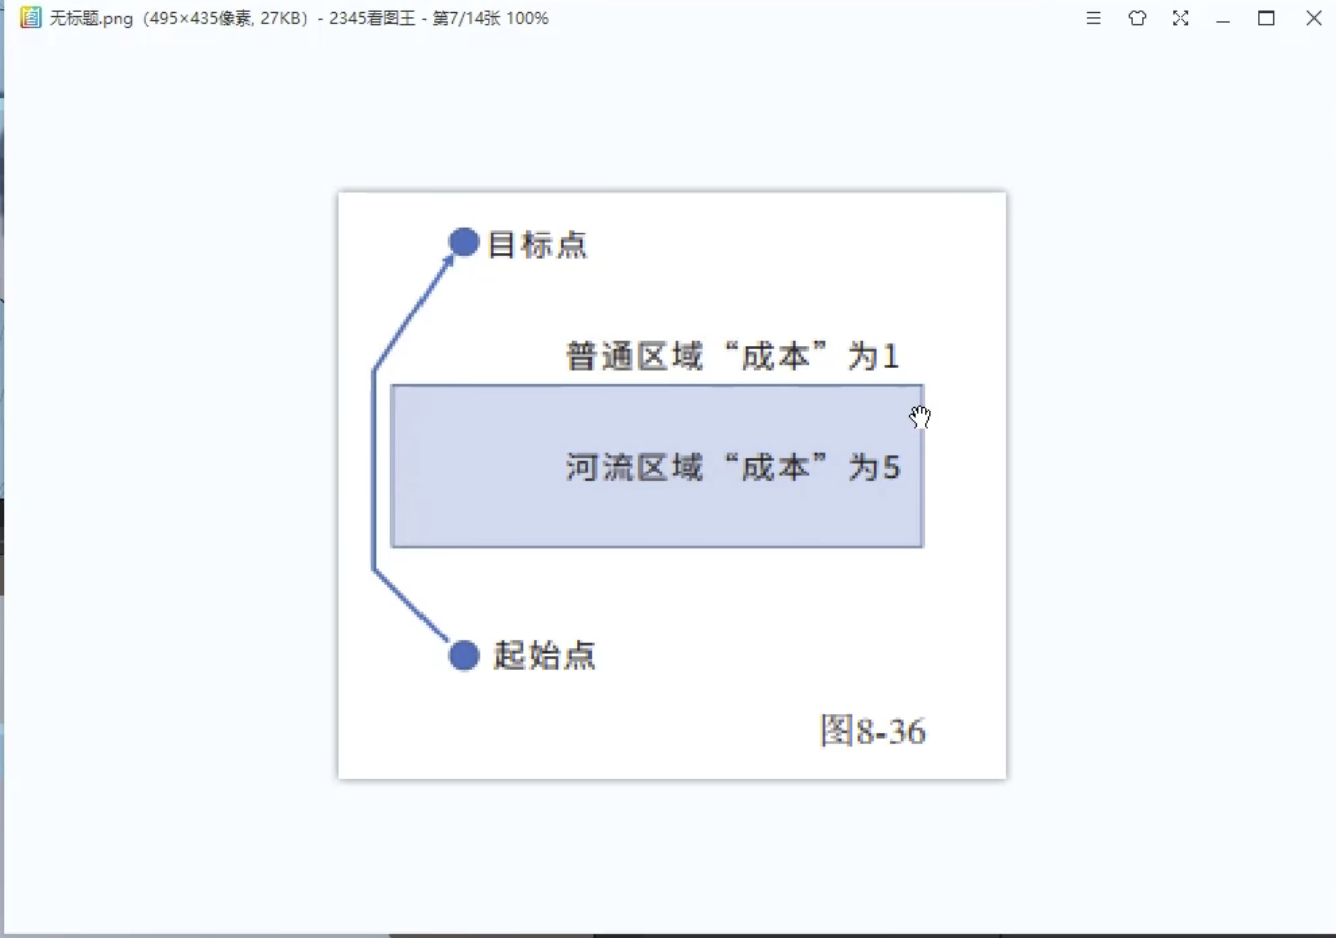 无标题.png（495×435像素, 27KB）- 2345看图王 - 第7/14张 100%
目标点
普通区域“成本”为1
河流区域“成本”为5
起始点
图8-36